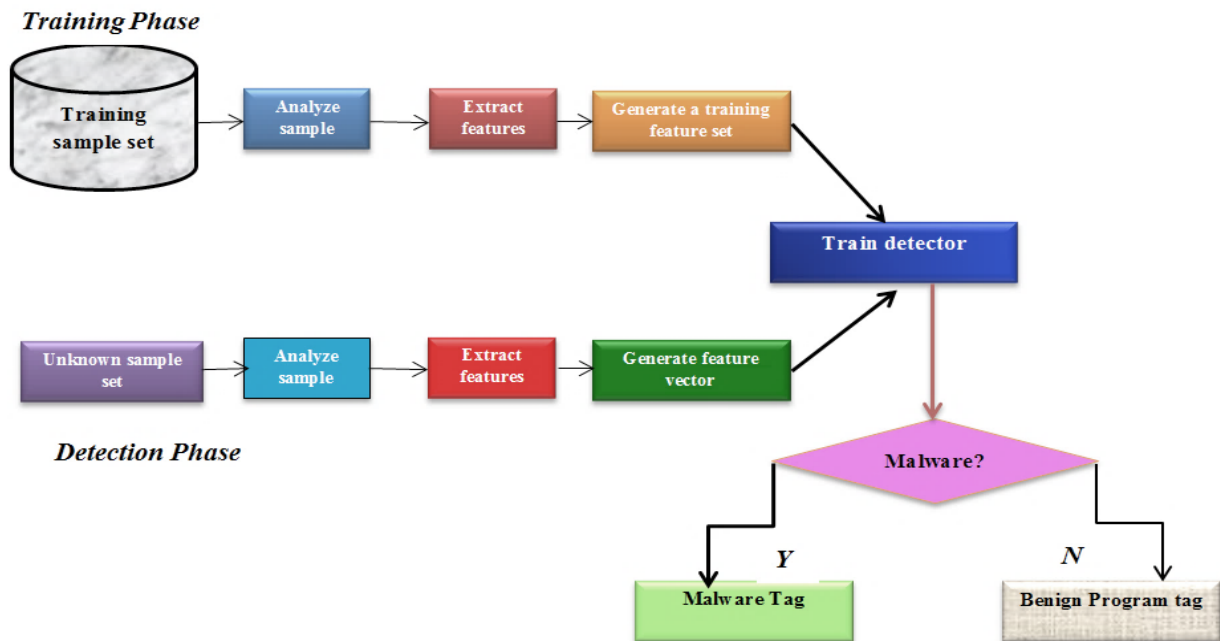 Training Phase
Training
sample set
Analyze
sample
Extract
features
Generate a training
feature set
Train detector
Unknown sample
set
Analyze
sample
Extract
features
Generate feature
vector
Detection Phase
Malware?
Y
N
Malware Tag
Benign Program tag